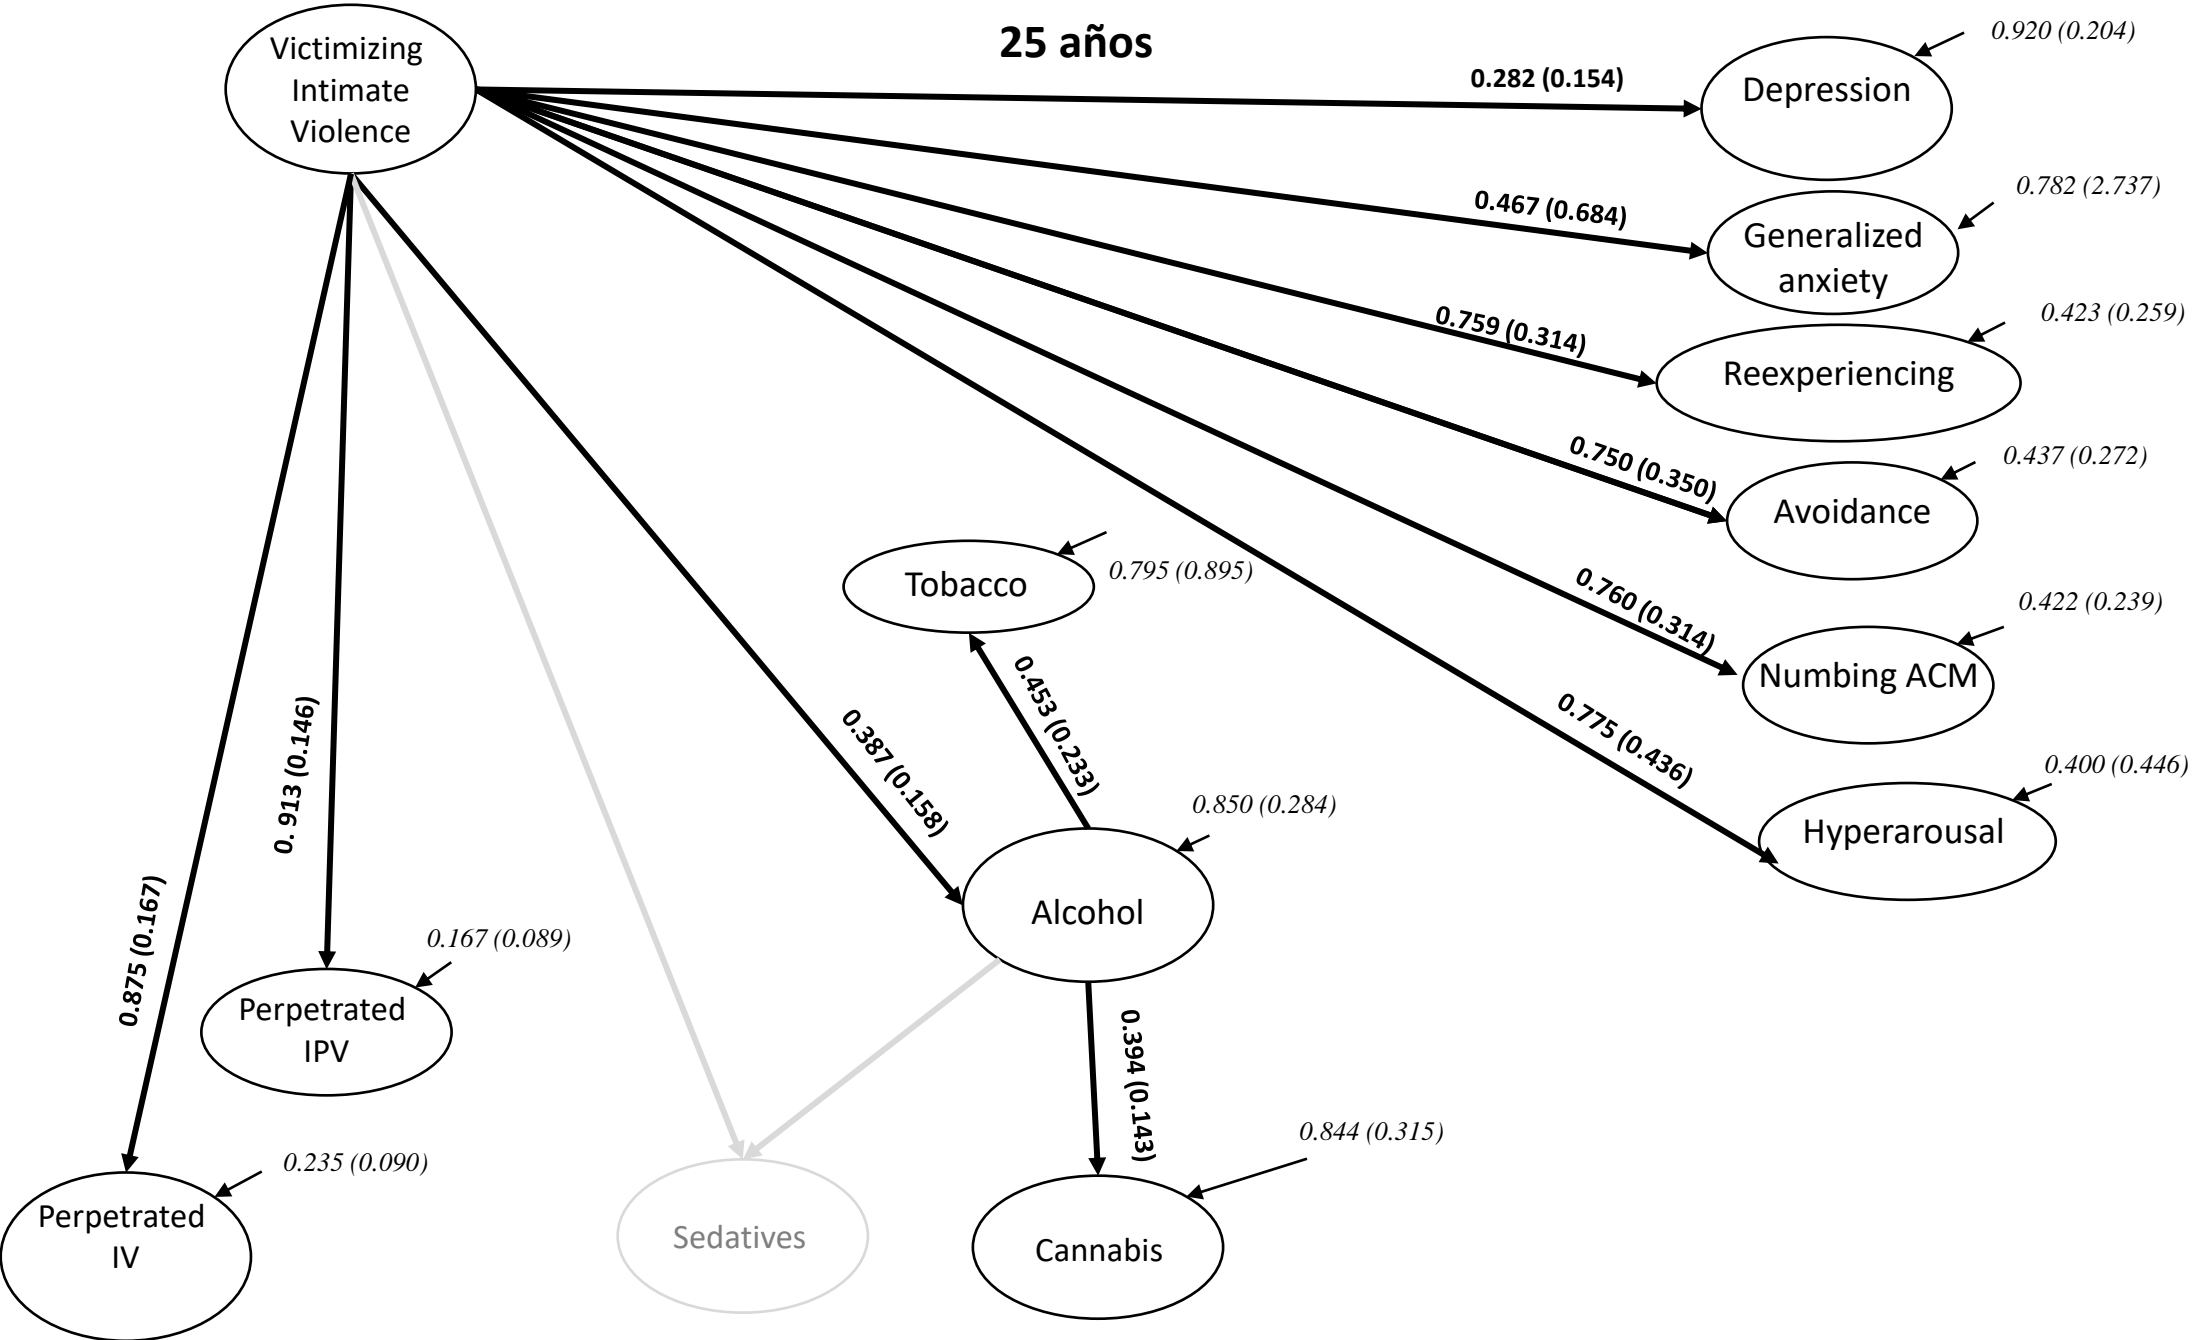 Victimizing
Intimate
Violence
25 años
0.282 (0.154)
0.920 (0.204)
Depression
0.467 (0.684)
0.782 (2.737)
Generalized
anxiety
0.759 (0.314)
0.423 (0.259)
Reexperiencing
0.750 (0.350)
0.437 (0.272)
Avoidance
0.760 (0.314)
0.422 (0.239)
Numbing ACM
0.775 (0.436)
0.400 (0.446)
Hyperarousal
Tobacco
0.795 (0.895)
0.453 (0.233)
0.387 (0.158)
0.850 (0.284)
Alcohol
0. 913 (0.146)
0.875 (0.167)
0.167 (0.089)
Perpetrated
IPV
0.394 (0.143)
0.844 (0.315)
0.235 (0.090)
Perpetrated
IV
Sedatives
Cannabis